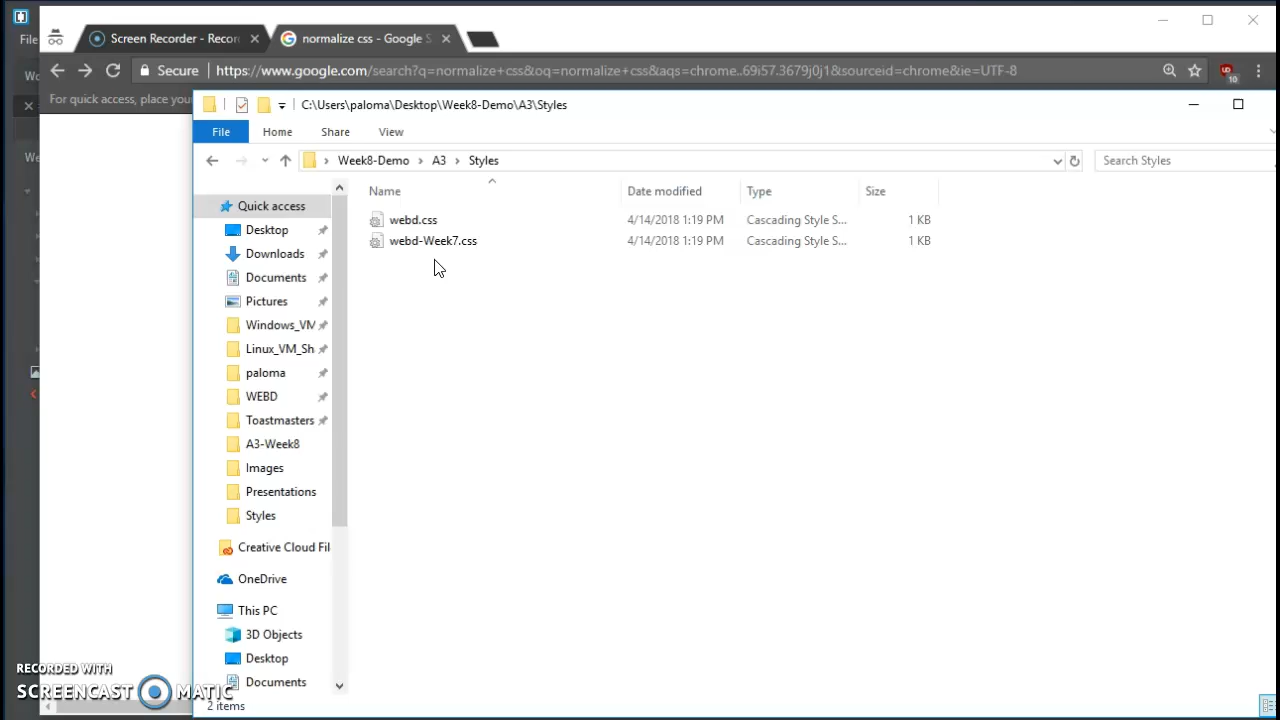 Screen Recorder - Recor
normalize css - Google S
File
Secure
https://www.google.com/search?q=normalize+css&oq=normalize+css&aqs=chrome..69i57.3679j0j1&sourceid=chrome&ie=UTF-8
10
Wo
For quick access, place you
C:\Users\paloma\Desktop\Week8-Demo\A3\Styles
File Home Share View
We
Week8-Demo A3 Styles
Search Styles
Name Date modified Type Size
Quick access
webd.css 4/14/2018 1:19 PM Cascading Style S... 1 KB
Desktop
webd-Week7.css 4/14/2018 1:19 PM Cascading Style S... 1 KB
Downloads
Documents
Pictures
Windows_VM
Linux_VM_Sh
paloma
WEBD
Toastmasters
A3-Week8
Images
Presentations
Styles
Creative Cloud Fil
OneDrive
This PC
3D Objects
Desktop
Documents
RECORDED WITH
SCREENCAST MATIC
2 items